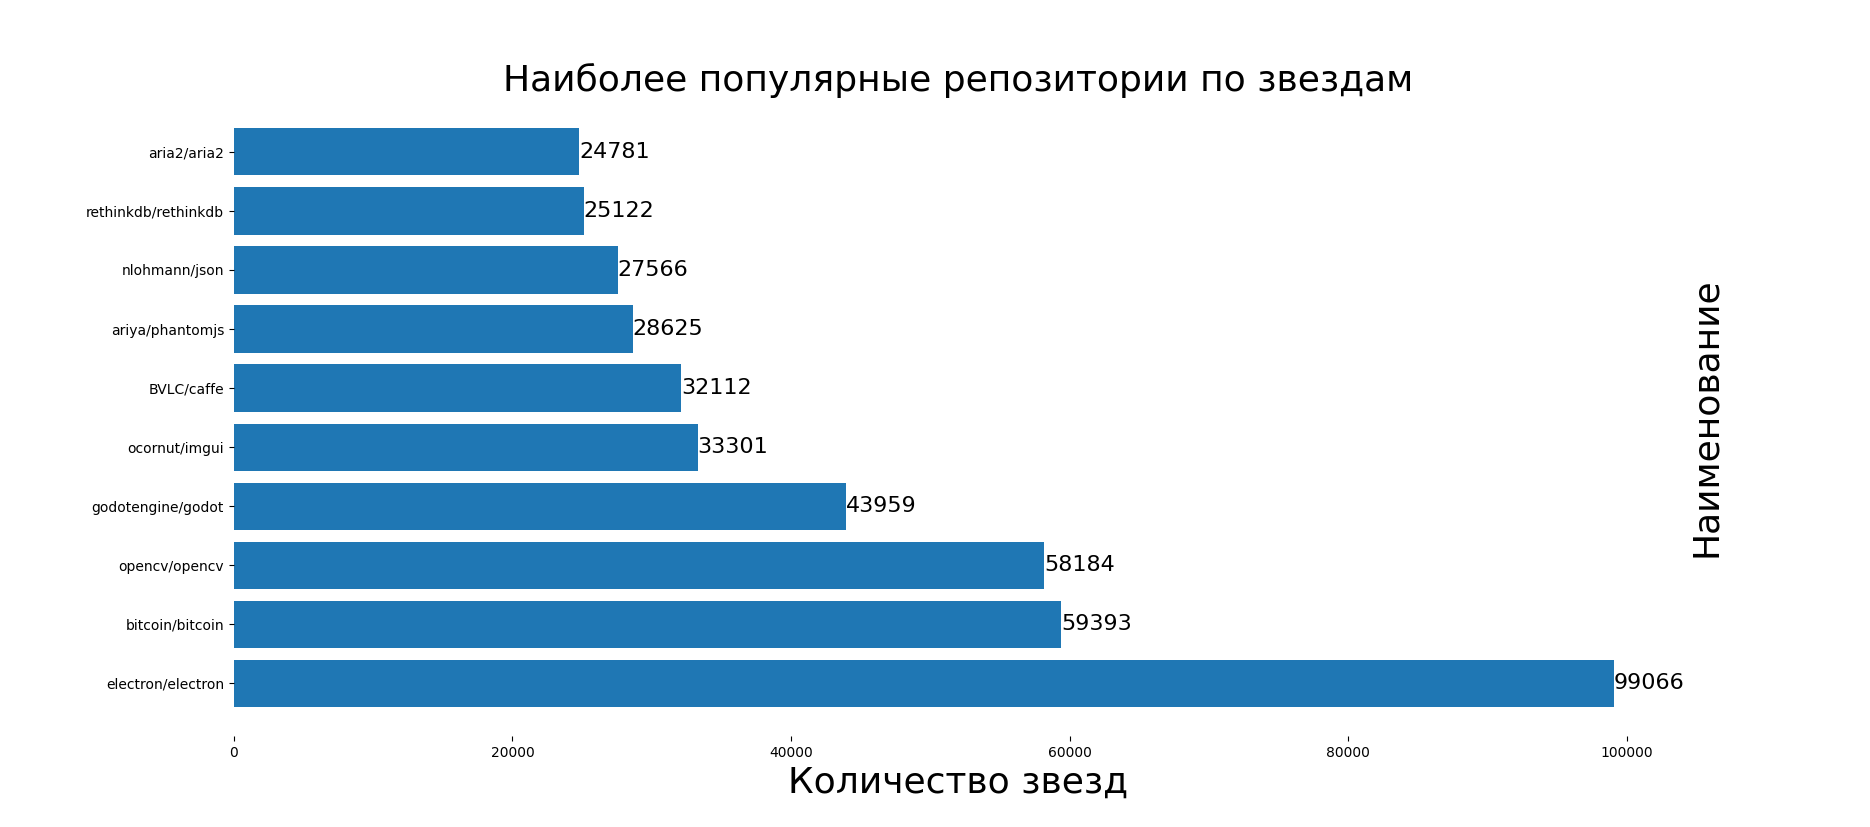 Наиболее популярные репозитории по звездам
aria2/aria2 24781
rethinkdb/rethinkdb 25122
nlohmann/json 27566
ariya/phantomjs 28625
BVLC/caffe 32112
ocornut/imgui 33301
godotengine/godot 43959
opencv/opencv 58184
bitcoin/bitcoin 59393
electron/electron 99066
Наименование
0 20000 40000 60000 80000 100000
Количество звезд